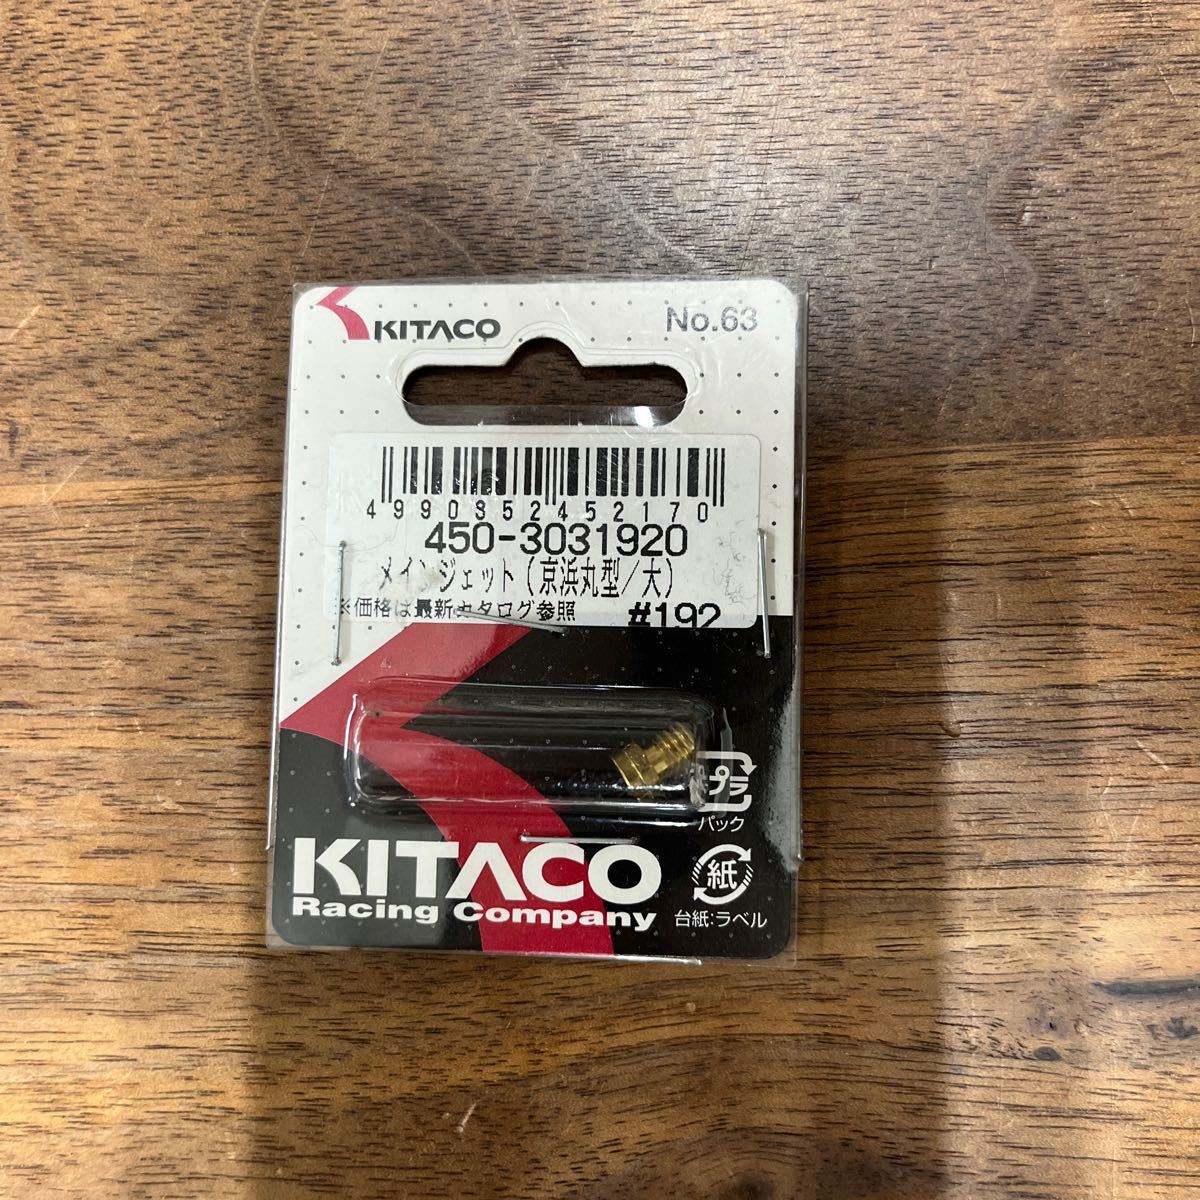 KITACO
No.63
4990852452170
450-3031920
メインジェット(京浜丸型/大)
※価格は最新カタログ参照 #192
プラ
パック
KITACO
Racing Company
紙
台紙:ラベル